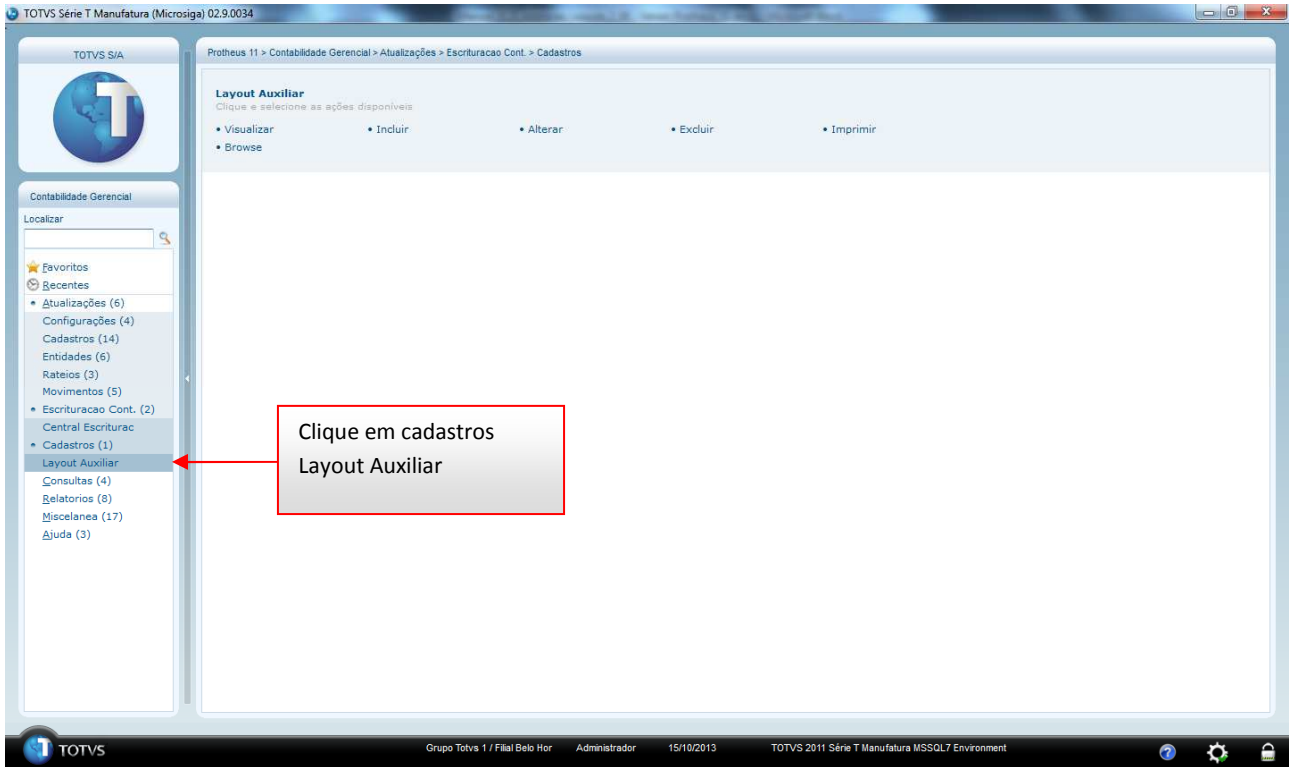 TOTVS Série T Manufatura (Microsiga) 02.9.0034
TOTVS S/A
Protheus 11 > Contabilidade Gerencial > Atualizações > Escrituracao Cont. > Cadastros
Layout Auxiliar
Clique e selecione as ações disponíveis
• Visualizar • Incluir • Alterar • Excluir • Imprimir
• Browse
Contabilidade Gerencial
Localizar
Favoritos
Recentes
Atualizações (6)
Configurações (4)
Cadastros (14)
Entidades (6)
Rateios (3)
Movimentos (5)
Escrituracao Cont. (2)
Central Escriturac
Cadastros (1)
Layout Auxiliar
Consultas (4)
Relatorios (8)
Miscelanea (17)
Ajuda (3)
Clique em cadastros
Layout Auxiliar
TOTVS Grupo Totvs 1 / Filial Belo Hor Administrador 15/10/2013 TOTVS 2011 Série T Manufatura MSSQL7 Environment